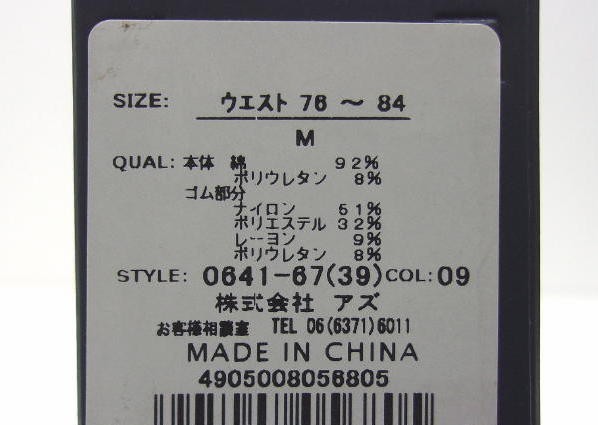 SIZE: ウエスト 76 ～ 84
M
QUAL: 本体 綿 92%
ポリウレタン 8%
ゴム部分
ナイロン 51%
ポリエステル 32%
レーヨン 9%
ポリウレタン 8%
STYLE: 0641-67(39) COL: 09
株式会社 アズ
お客様相談室 TEL 06(6371)6011
MADE IN CHINA
4905008056805